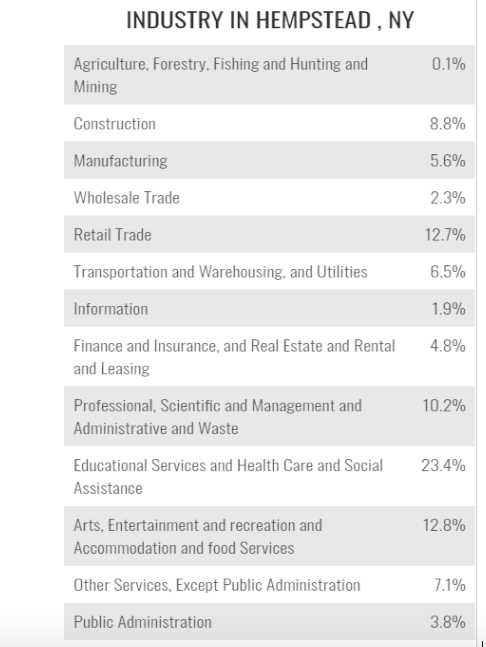 INDUSTRY IN HEMPSTEAD , NY
Agriculture, Forestry, Fishing and Hunting and 0.1%
Mining
Construction 8.8%
Manufacturing 5.6%
Wholesale Trade 2.3%
Retail Trade 12.7%
Transportation and Warehousing, and Utilities 6.5%
Information 1.9%
Finance and Insurance, and Real Estate and Rental 4.8%
and Leasing
Professional, Scientific and Management and 10.2%
Administrative and Waste
Educational Services and Health Care and Social 23.4%
Assistance
Arts, Entertainment and recreation and 12.8%
Accommodation and food Services
Other Services, Except Public Administration 7.1%
Public Administration 3.8%